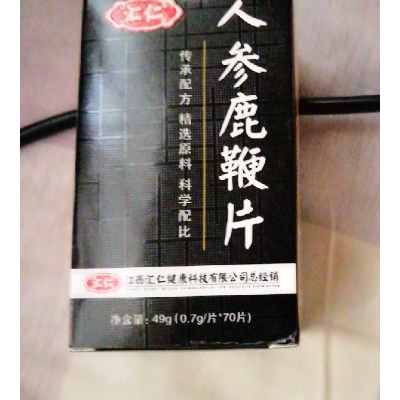 汇仁
人参鹿鞭片
传承配方 精选原料 科学配比
汇仁
江西汇仁健康科技有限公司总经销
净含量: 49g(0.7g/片*70片)